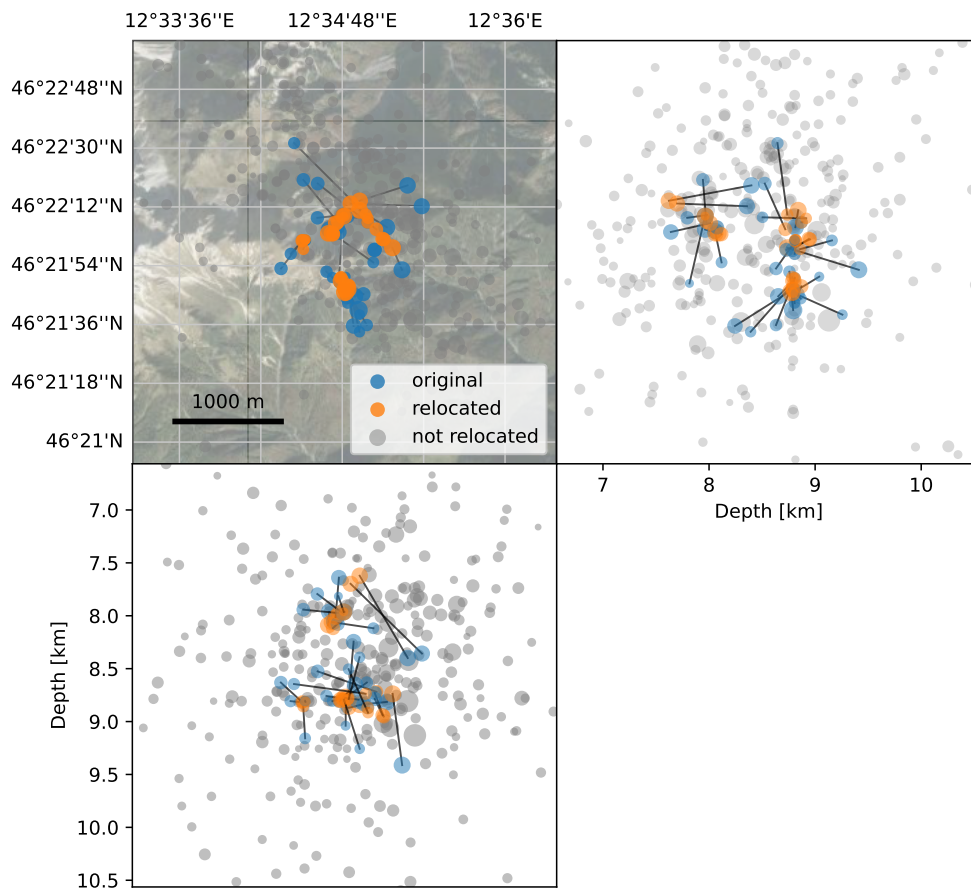 12°33'36''E 12°34'48'' 12°36'E
46°22'48''N
46°22'30''N
46°22'12''N
46°21'54''N
46°21'36''N
46°21'18''N
46°21'N
1000 m
original
relocated
not relocated
7 8 9 10
Depth [km]
7.0
7.5
8.0
8.5
9.0
9.5
10.0
10.5
Depth [km]